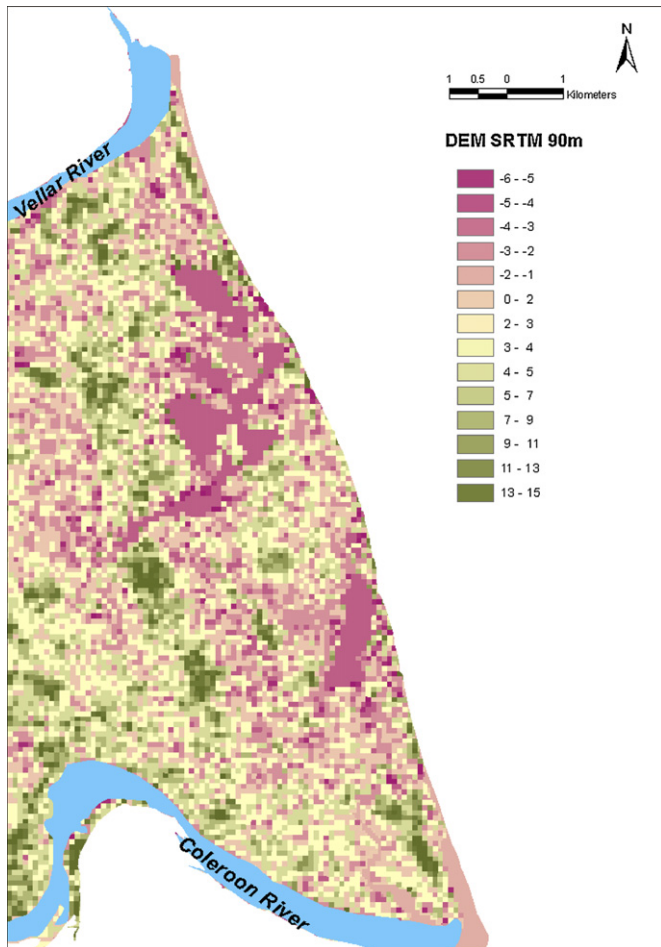 N
1 0.5 0 1
Kilometers
DEM SRTM 90m
-6 - -5
-5 - -4
-4 - -3
-3 - -2
-2 - -1
0 - 2
2 - 3
3 - 4
4 - 5
5 - 7
7 - 9
9 - 11
11 - 13
13 - 15
Vellar River
Coleroon River